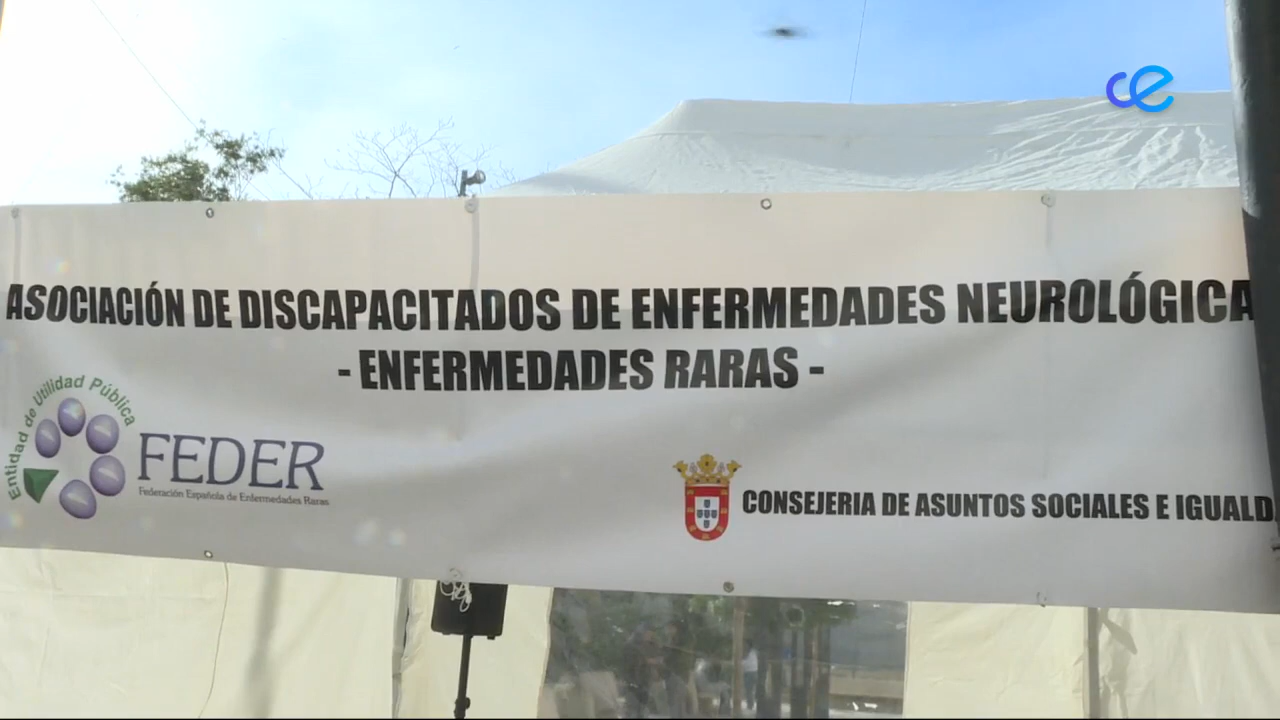 ce
ASOCIACIÓN DE DISCAPACITADOS DE ENFERMEDADES NEUROLÓGICA
- ENFERMEDADES RARAS -
Entidad de Utilidad Pública
FEDER
Federación Española de Enfermedades Raras
CONSEJERIA DE ASUNTOS SOCIALES E IGUALD